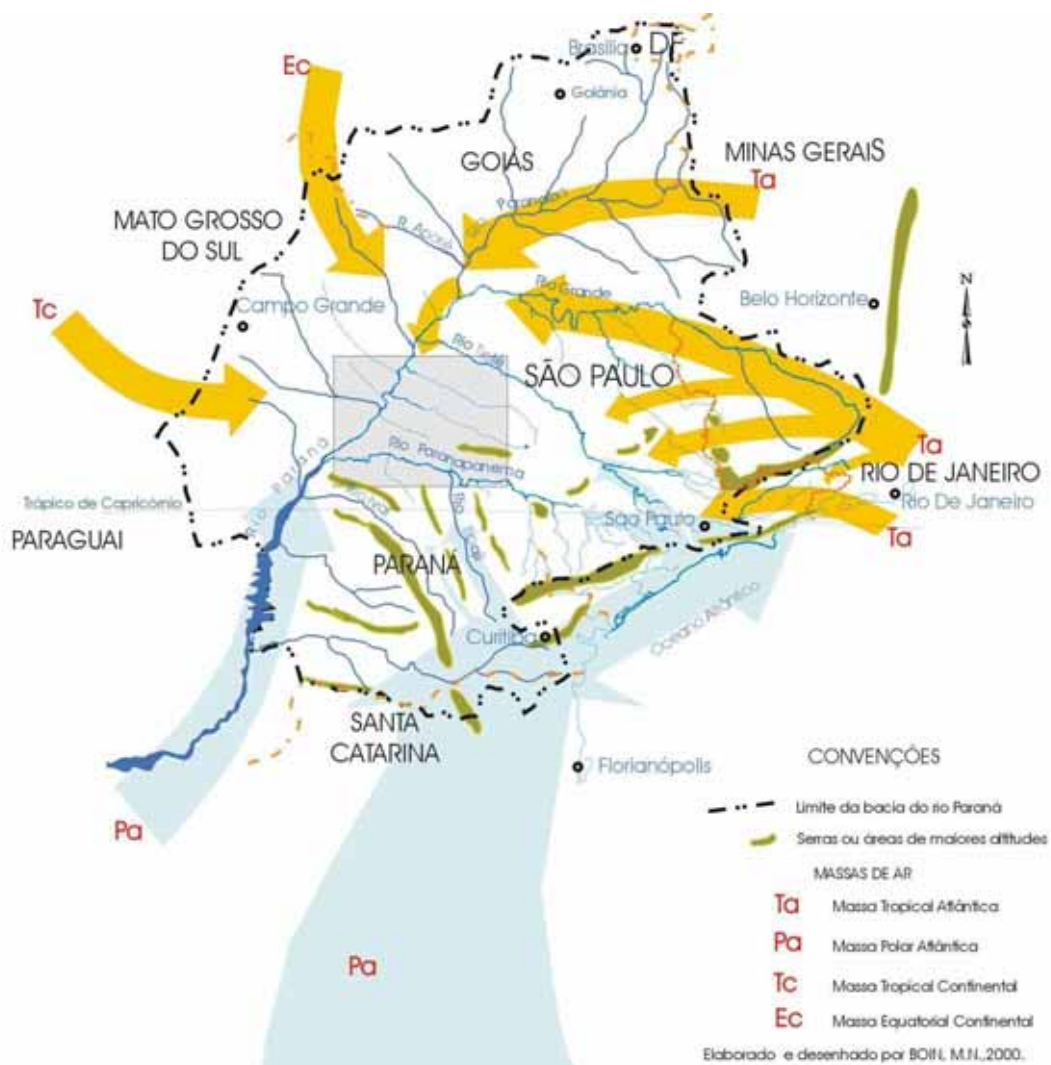 Brasília
DF
Ec
Goiânia
GOIÁS
MINAS GERAIS
Ta
Paranaíba
R. Aporé
MATO GROSSO
DO SUL
N
Rio Grande
Belo Horizonte
Campo Grande
Tc
Rio Tietê
SÃO PAULO
Ta
Rio Paraná
Rio Paranapanema
RIO DE JANEIRO
Rio De Janeiro
Trópico de Capricórnio
São Paulo
PARAGUAI
Ta
PARANÁ
Curitiba
Oceano Atlântico
SANTA
CATARINA
Florianópolis
CONVENÇÕES
Pa
Limite da bacia do rio Paraná
Serras ou áreas de maiores altitudes
MASSAS DE AR
Ta Massa Tropical Atlântica
Pa Massa Polar Atlântica
Pa
Tc Massa Tropical Continental
Ec Massa Equatorial Continental
Elaborado e desenhado por BOIN, M.N.,2000.